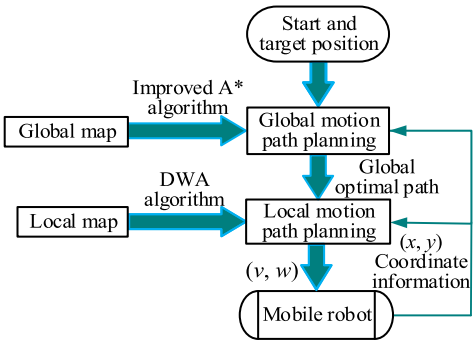 Start and
target position
Improved A*
algorithm
Global map
Global motion
path planning
Global
optimal path
DWA
algorithm
Local map
Local motion
path planning
(x, y)
Coordinate
information
(v, w)
Mobile robot